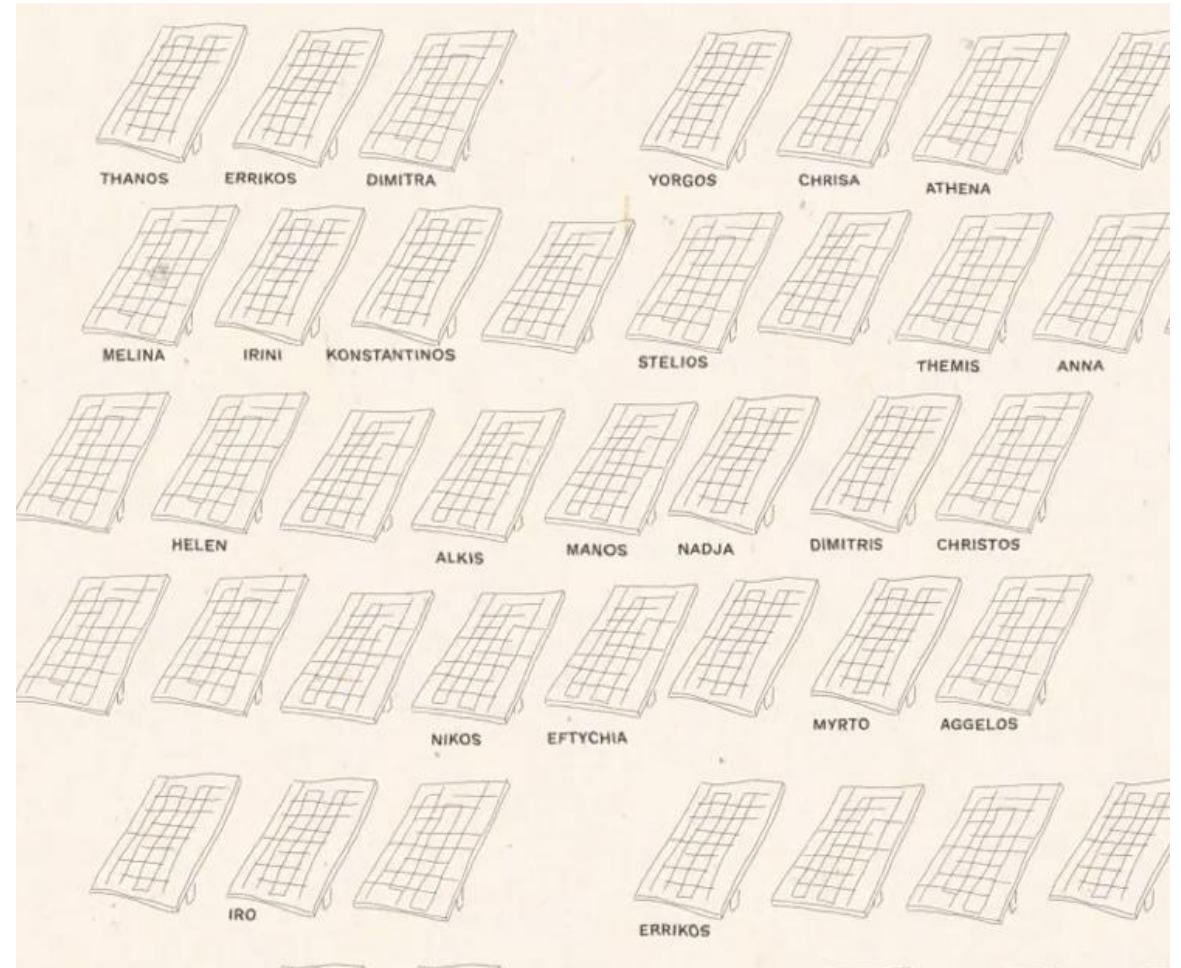 THANOS ERRIKOS DIMITRA YORGOS CHRISA ATHENA
MELINA IRINI KONSTANTINOS STELIOS THEMIS ANNA
HELEN ALKIS MANOS NADJA DIMITRIS CHRISTOS
NIKOS EFTYCHIA MYRTO AGGELOS
IRO ERRIKOS